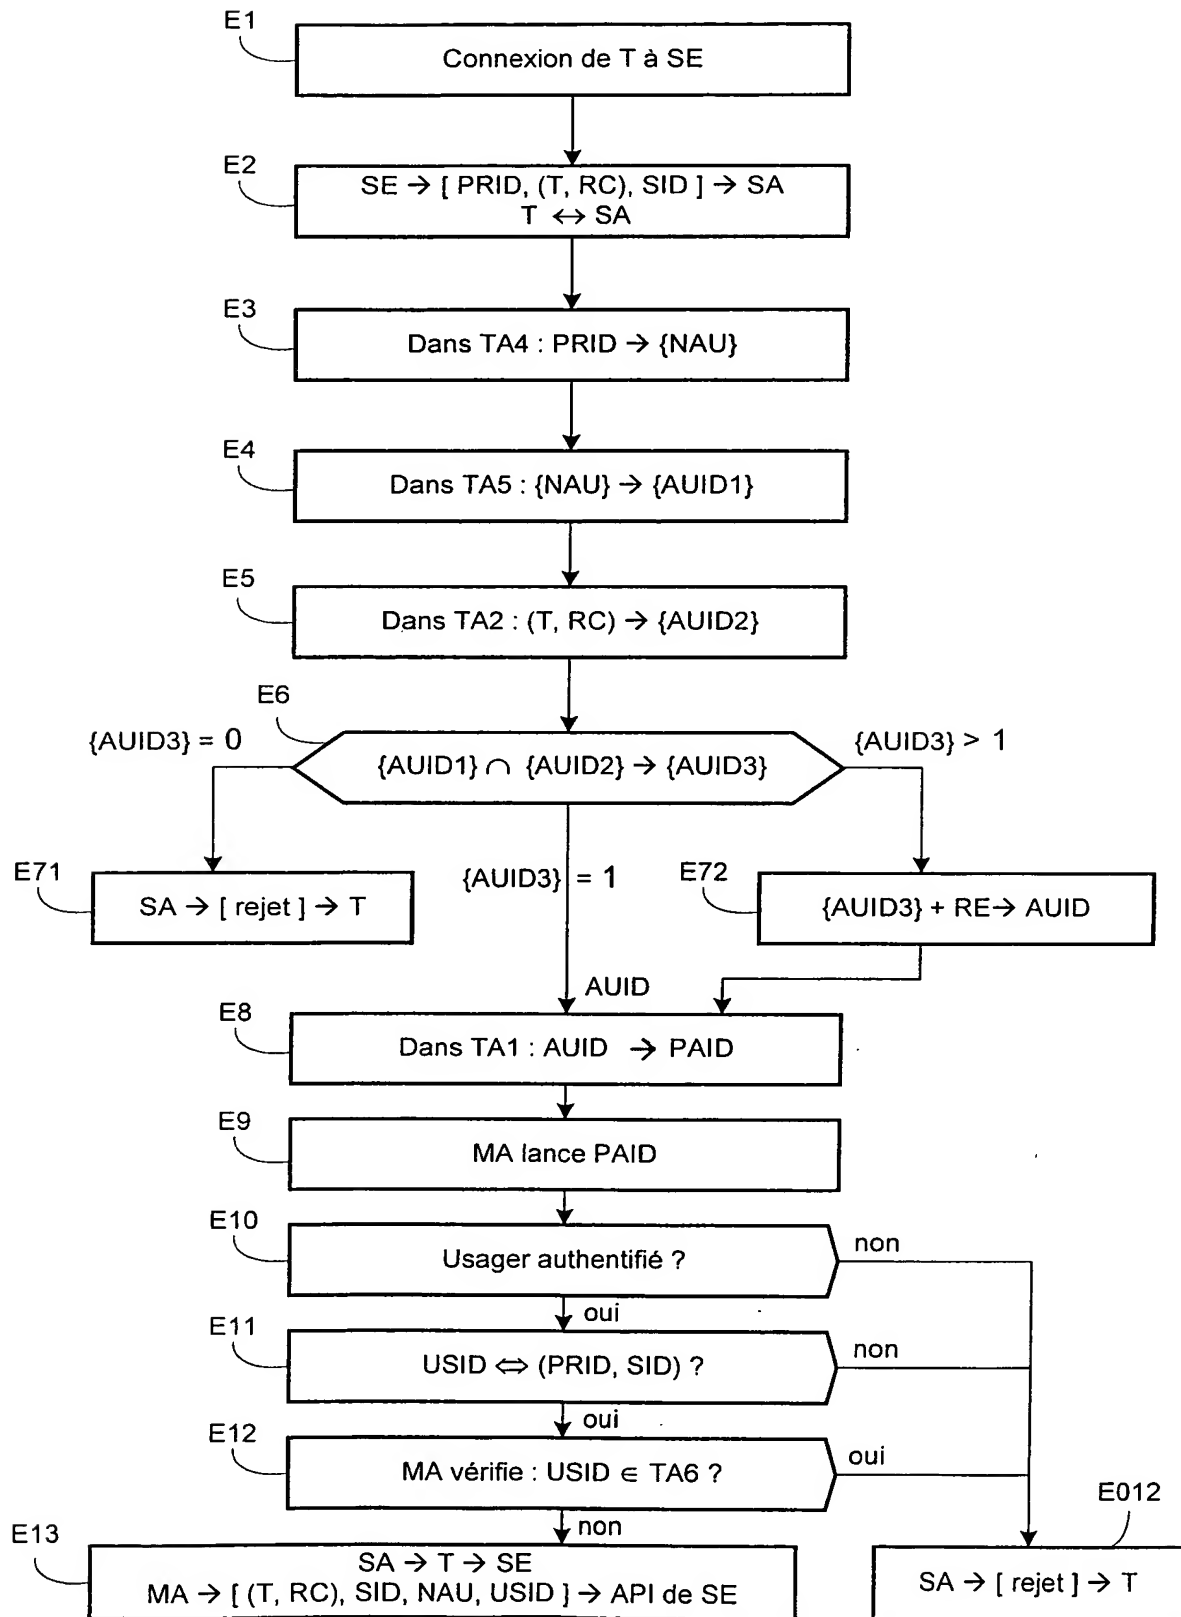 E1
Connexion de T à SE
E2
SE → [ PRID, (T, RC), SID ] → SA
T ↔ SA
E3
Dans TA4 : PRID → {NAU}
E4
Dans TA5 : {NAU} → {AUID1}
E5
Dans TA2 : (T, RC) → {AUID2}
E6
{AUID3} = 0
{AUID1} ∩ {AUID2} → {AUID3}
{AUID3} > 1
E71
SA → [ rejet ] → T
{AUID3} = 1
E72
{AUID3} + RE → AUID
AUID
E8
Dans TA1 : AUID → PAID
E9
MA lance PAID
E10
Usager authentifié ?
non
oui
E11
USID ⇔ (PRID, SID) ?
non
oui
E12
MA vérifie : USID ∈ TA6 ?
oui
non
E13
SA → T → SE
MA → [ (T, RC), SID, NAU, USID ] → API de SE
E012
SA → [ rejet ] → T